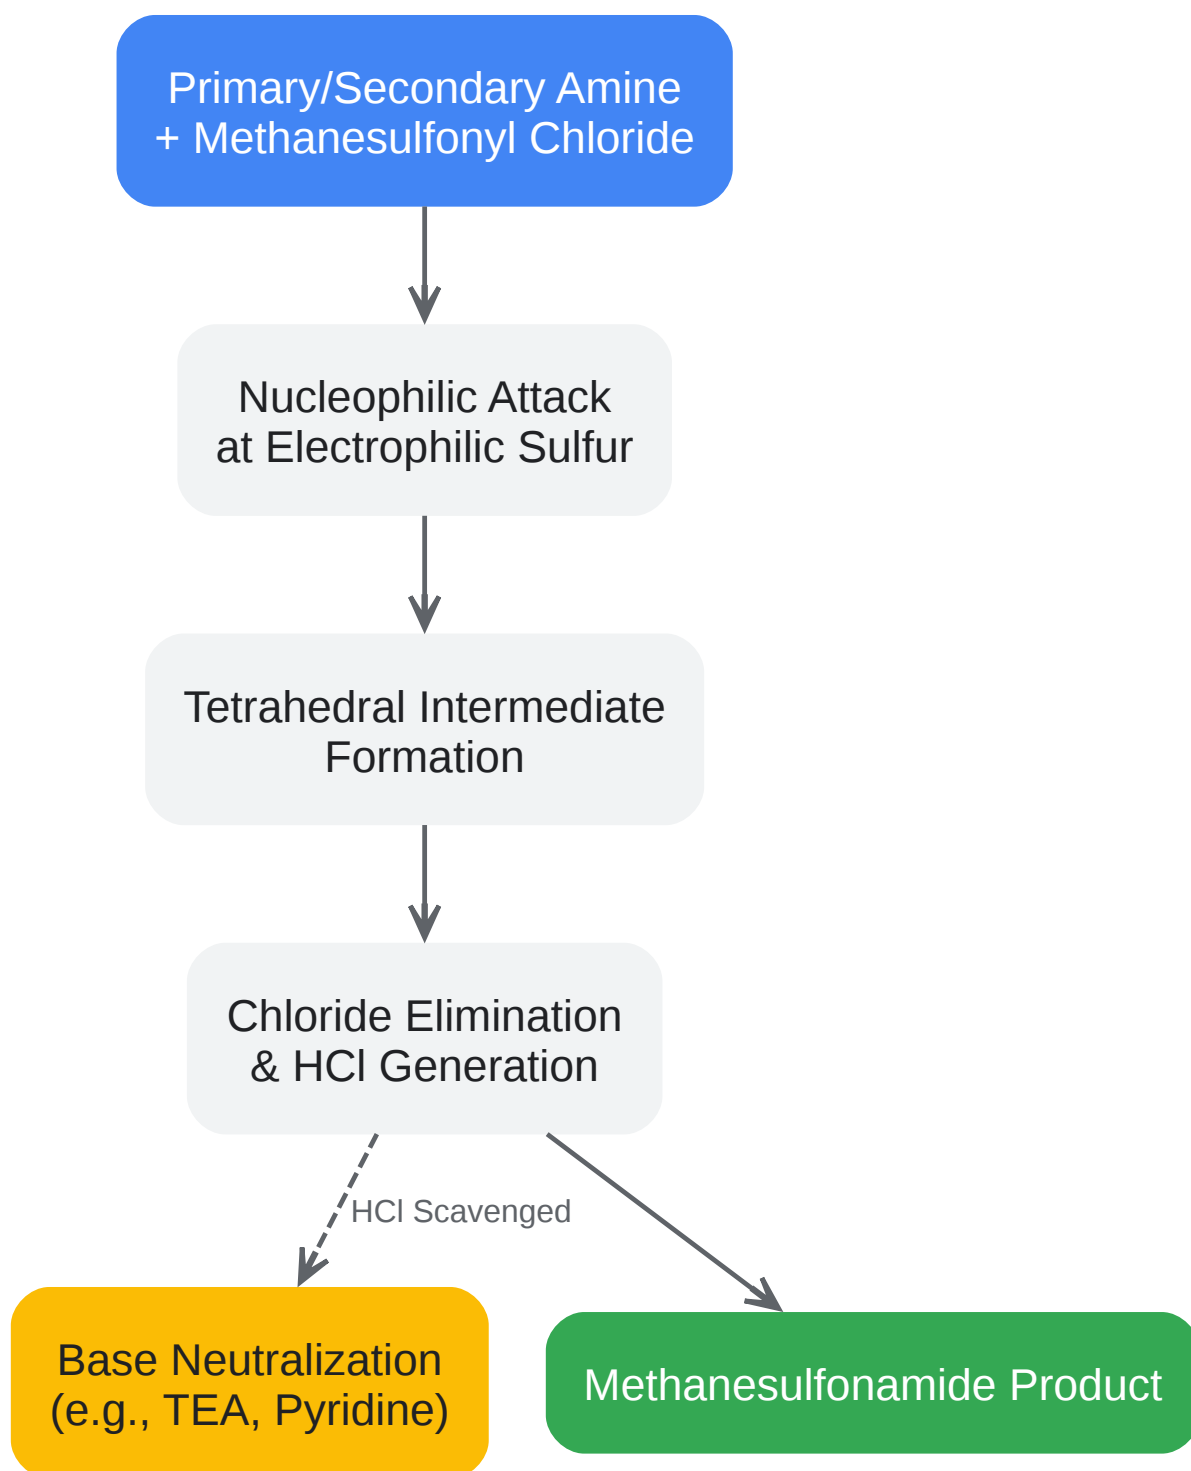 Primary/Secondary Amine
+ Methanesulfonyl Chloride
Nucleophilic Attack
at Electrophilic Sulfur
Tetrahedral Intermediate
Formation
Chloride Elimination
& HCl Generation
HCl Scavenged
Base Neutralization
(e.g., TEA, Pyridine)
Methanesulfonamide Product